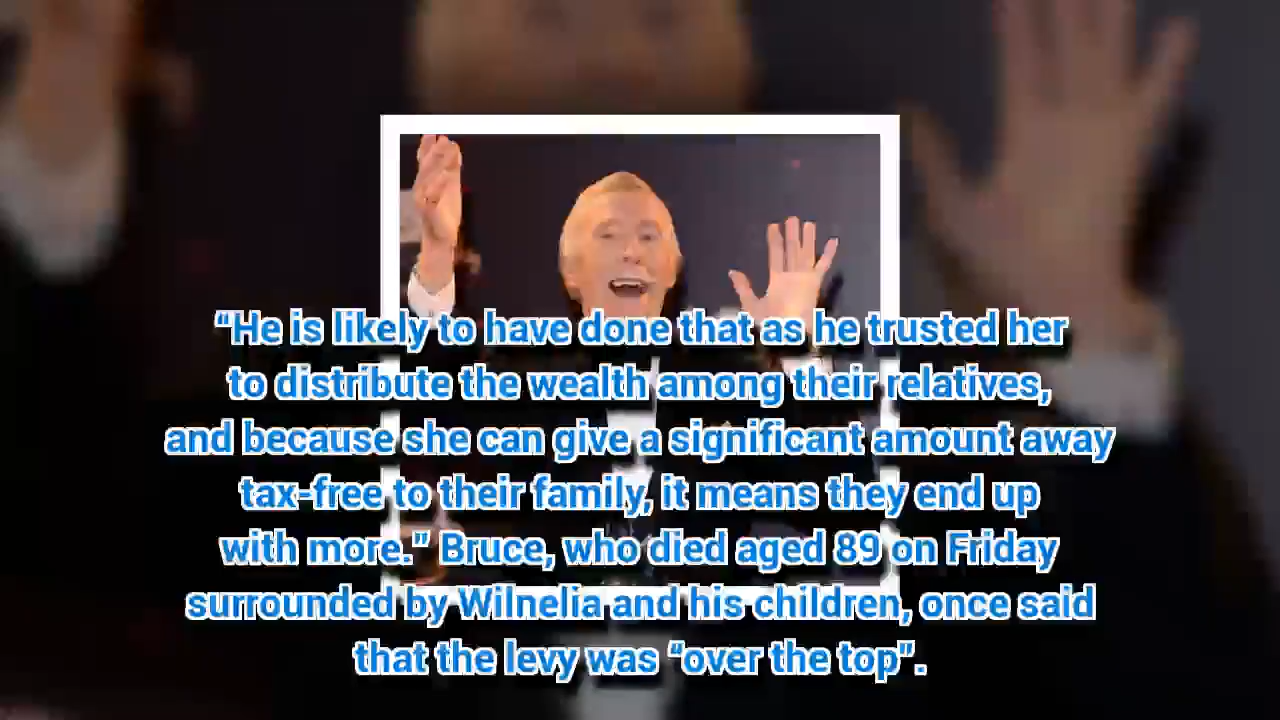 “He is likely to have done that as he trusted her
to distribute the wealth among their relatives,
and because she can give a significant amount away
tax-free to their family, it means they end up
with more.” Bruce, who died aged 89 on Friday
surrounded by Wilnelia and his children, once said
that the levy was “over the top”.